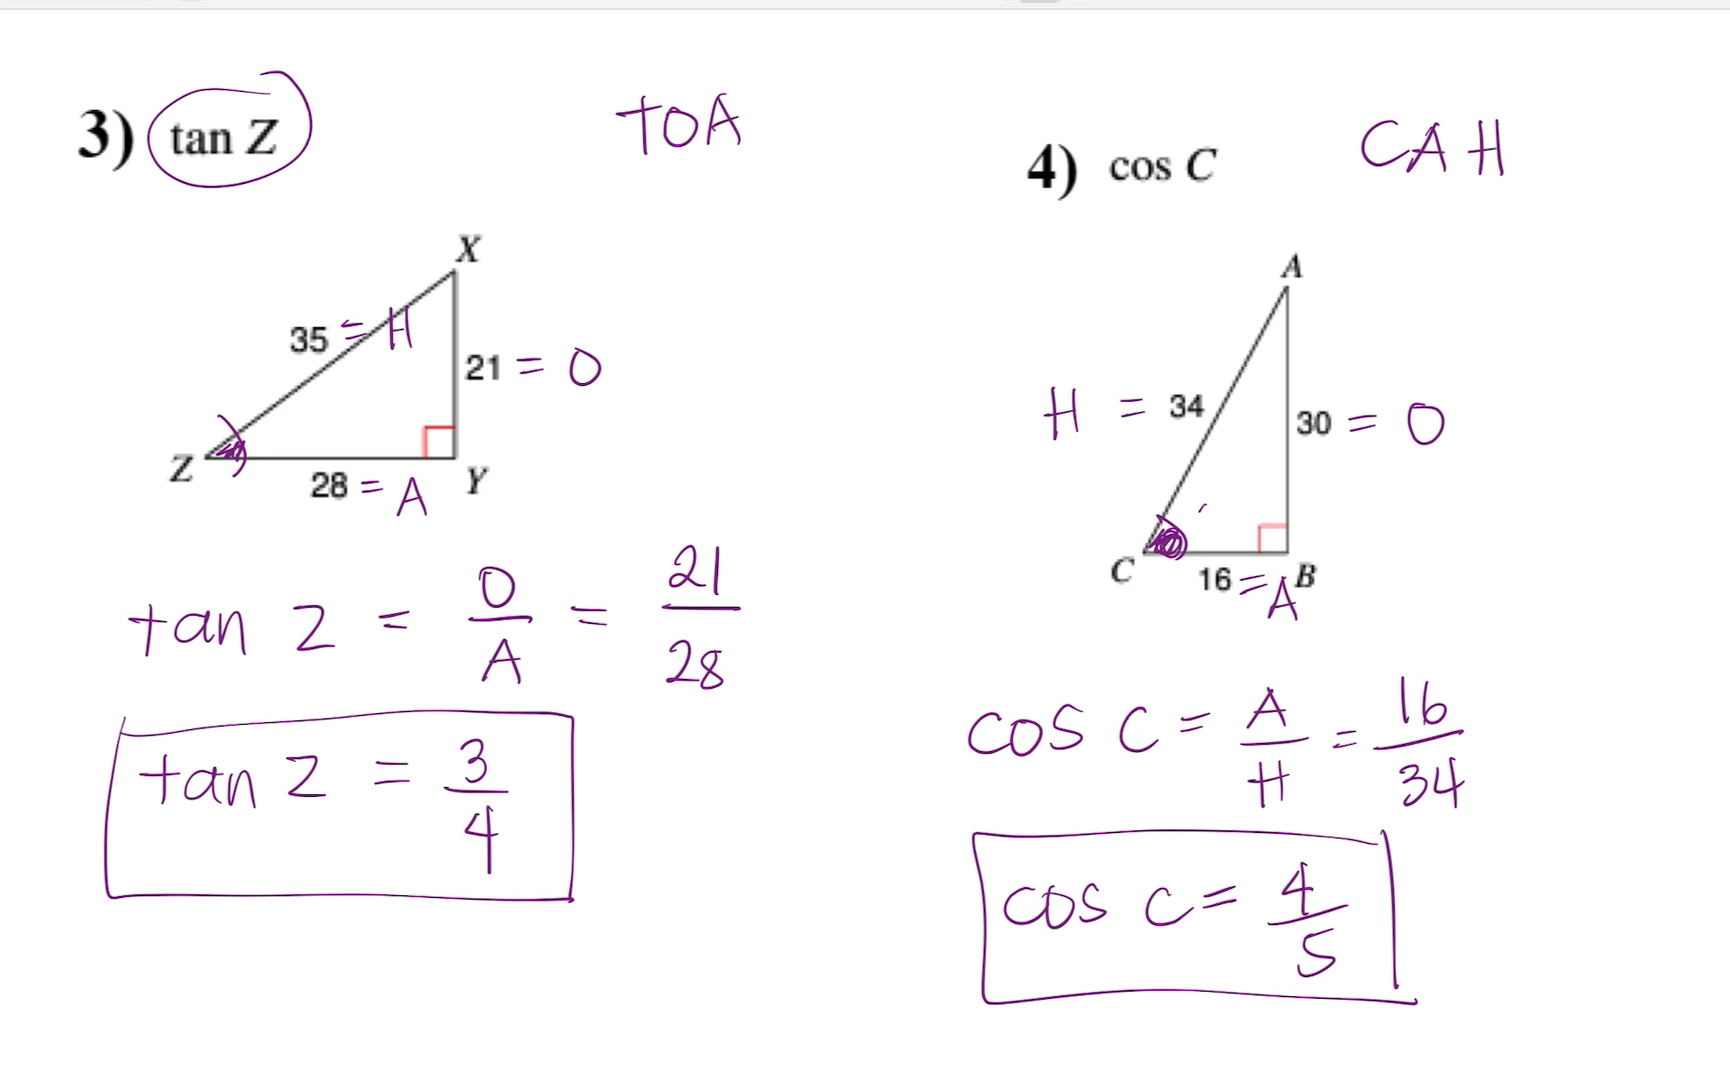 3) tan Z
TOA
X
35 = H
21 = O
Z
28 = A
Y
tan Z = O/A = 21/28
tan Z = 3/4
4) cos C
CAH
A
H = 34
30 = O
C
16 = A
B
cos C = A/H = 16/34
cos C = 4/5